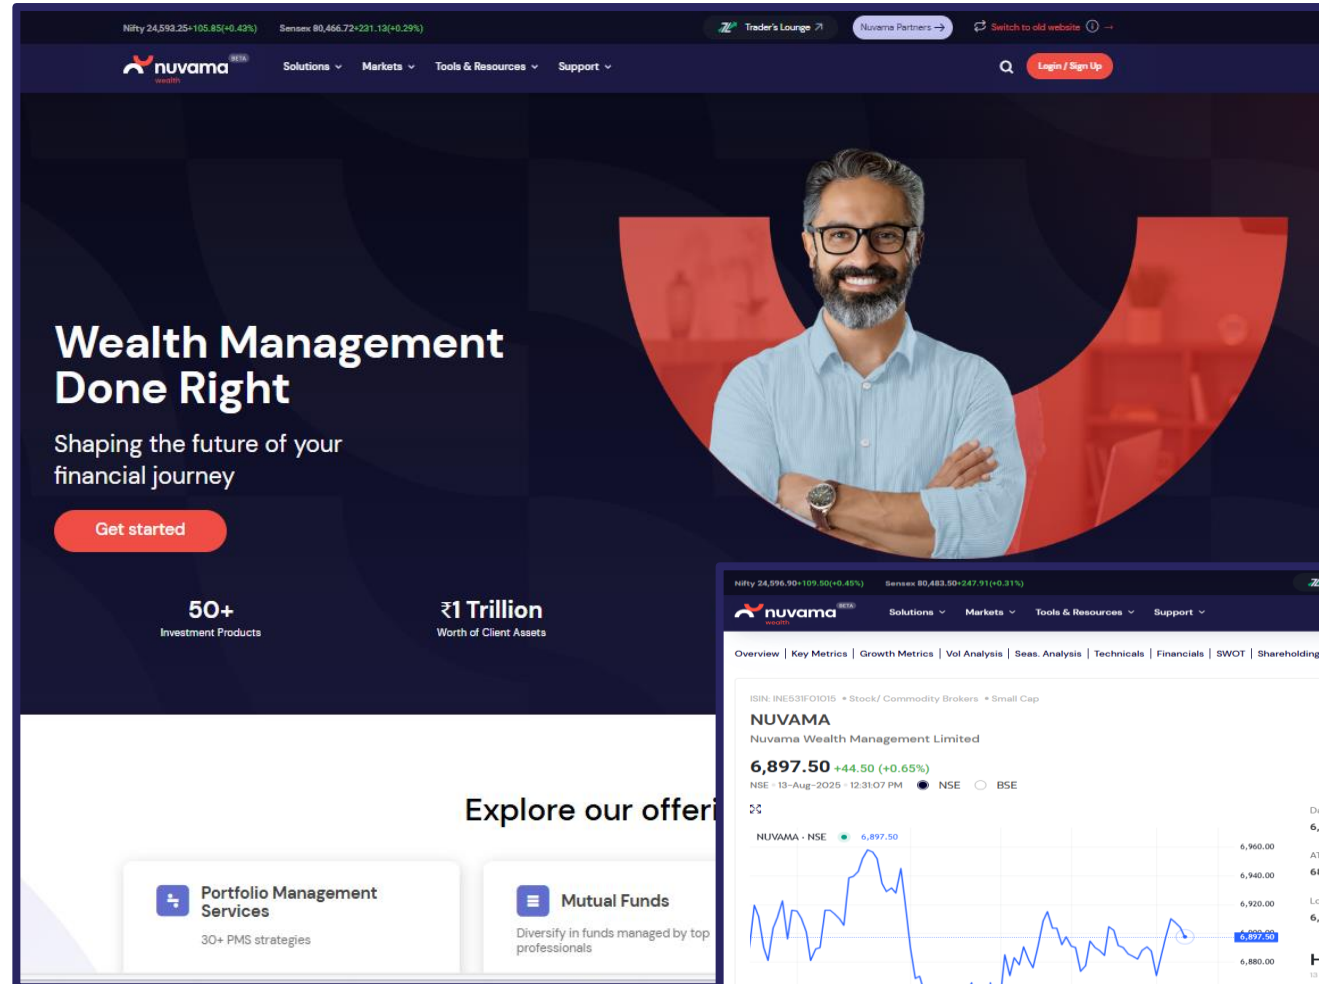 Nifty 24,593.25+105.85(+0.43%) Sensex 80,466.72+231.13(+0.29%) Trader's Lounge Nuvama Partners → Switch to old website →
nuvama BETA
wealth
Solutions Markets Tools & Resources Support Login / Sign Up
Wealth Management
Done Right
Shaping the future of your
financial journey
Get started
50+
Investment Products
₹1 Trillion
Worth of Client Assets
Explore our offeri
Portfolio Management
Services
30+ PMS strategies
Mutual Funds
Diversify in funds managed by top
professionals
Nifty 24,596.90+109.50(+0.45%) Sensex 80,483.50+247.91(+0.31%)
nuvama BETA
wealth
Solutions Markets Tools & Resources Support
Overview | Key Metrics | Growth Metrics | Vol Analysis | Seas. Analysis | Technicals | Financials | SWOT | Shareholding
ISIN: INE531F01015 • Stock/ Commodity Brokers • Small Cap
NUVAMA
Nuvama Wealth Management Limited
6,897.50 +44.50 (+0.65%)
NSE - 13-Aug-2025 - 12:31:07 PM NSE BSE
NUVAMA - NSE 6,897.50
6,960.00
6,940.00
6,920.00
6,897.50
6,880.00